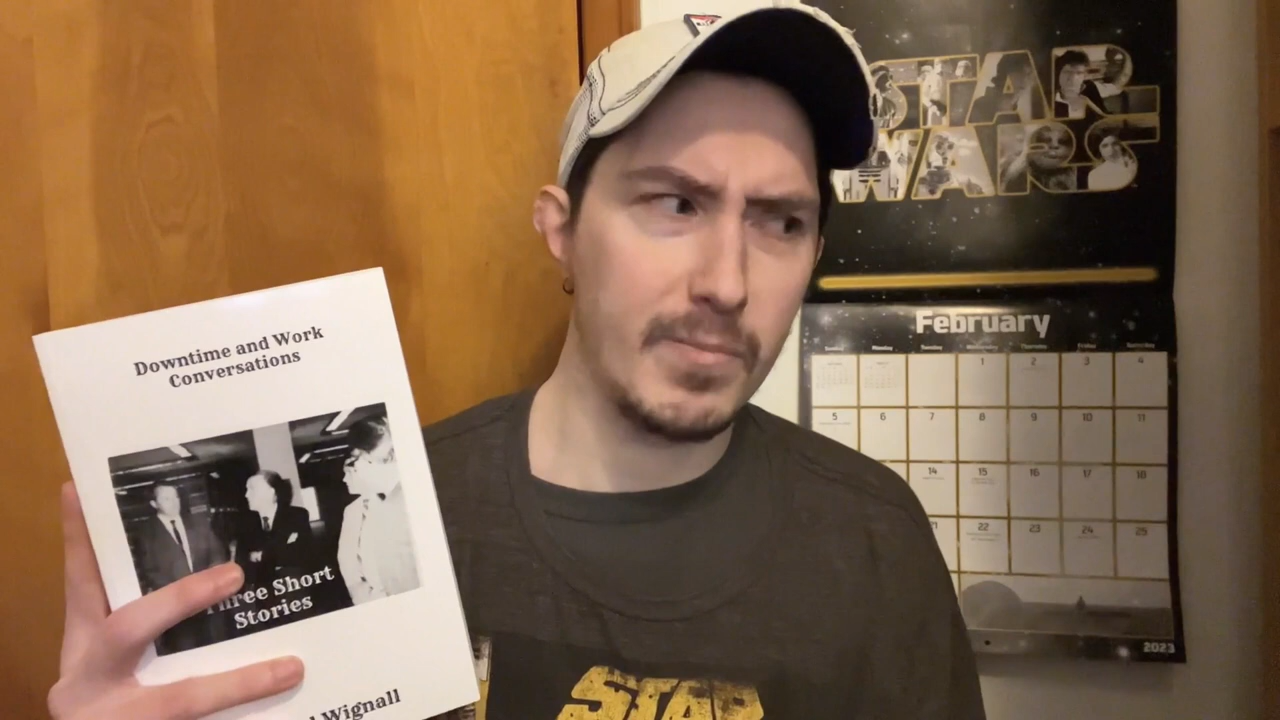 Downtime and Work
Conversations
Three Short
Stories
Wignall
STAR
WARS
February
1 2 3 4
5 6 7 8 9 10 11
14 15 16 17 18
22 23 24 25
2023
STAR